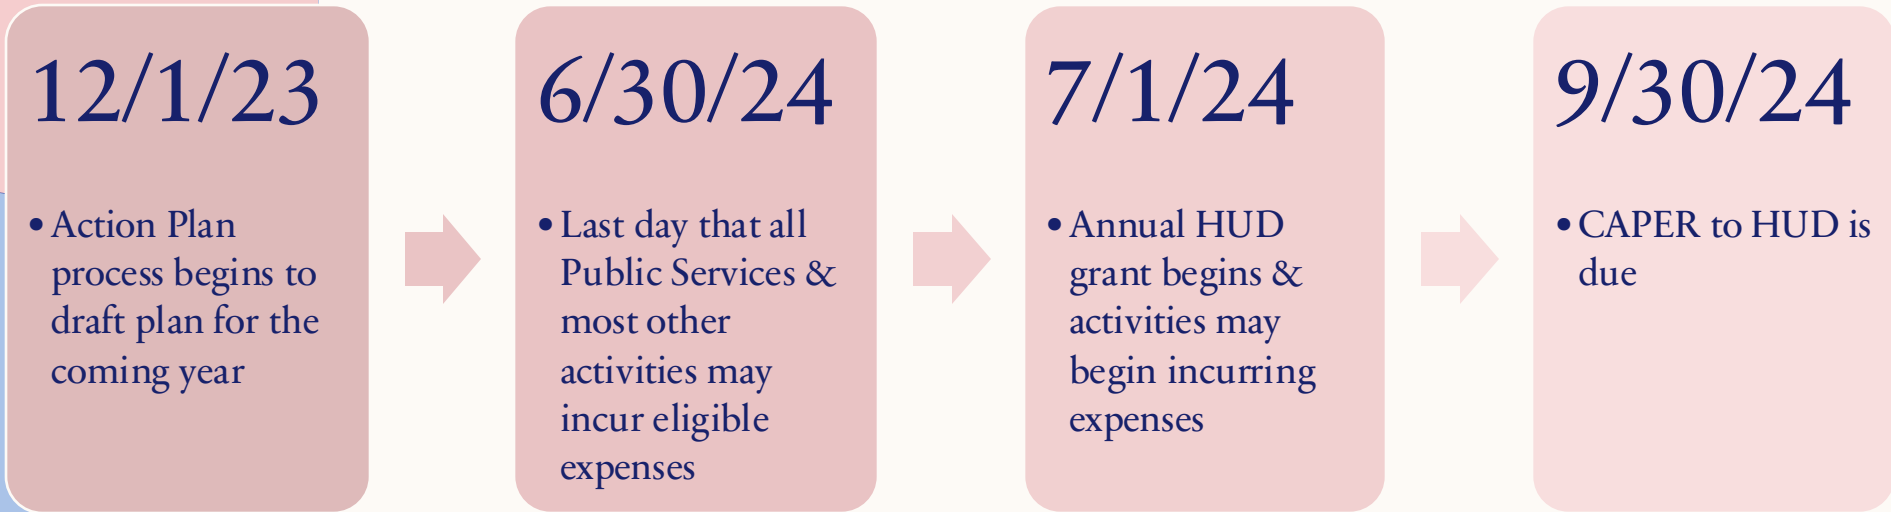 12/1/23
• Action Plan
process begins to
draft plan for the
coming year
6/30/24
• Last day that all
Public Services &
most other
activities may
incur eligible
expenses
7/1/24
• Annual HUD
grant begins &
activities may
begin incurring
expenses
9/30/24
• CAPER to HUD is
due